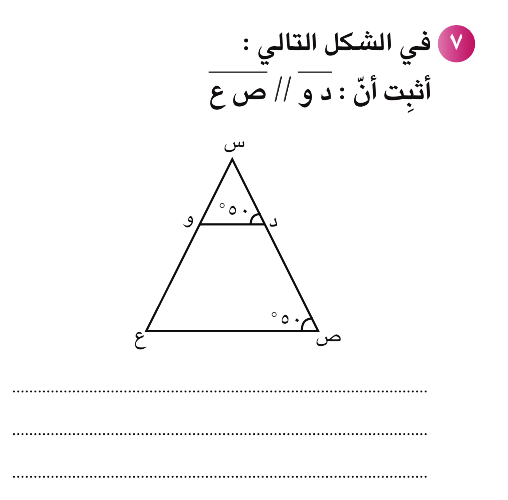 ٧ في الشكل التالي :
أثبِت أنّ : د و // ص ع
س
٥٠°
و
د
٥٠°
ع
ص